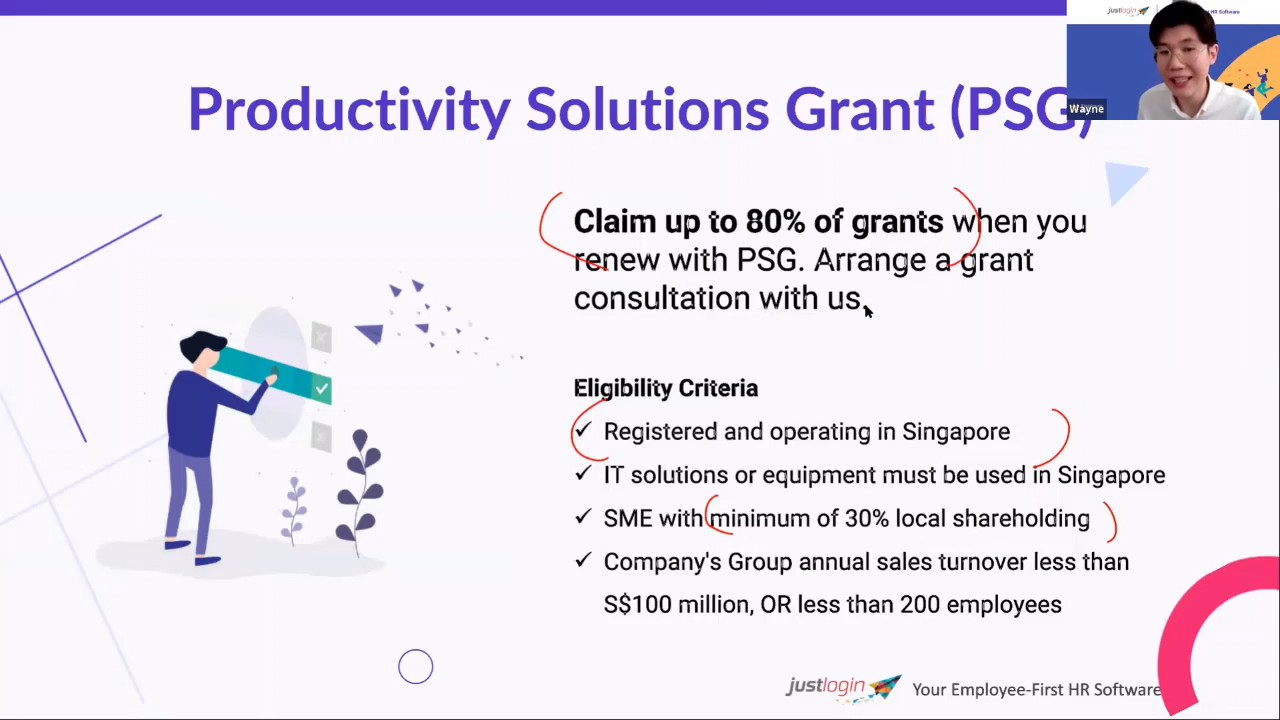 justlogin
HR Software
Wayne
Productivity Solutions Grant (PSG)
Claim up to 80% of grants when you
renew with PSG. Arrange a grant
consultation with us.
Eligibility Criteria
✓ Registered and operating in Singapore
✓ IT solutions or equipment must be used in Singapore
✓ SME with minimum of 30% local shareholding
✓ Company's Group annual sales turnover less than
S$100 million, OR less than 200 employees
justlogin Your Employee-First HR Software